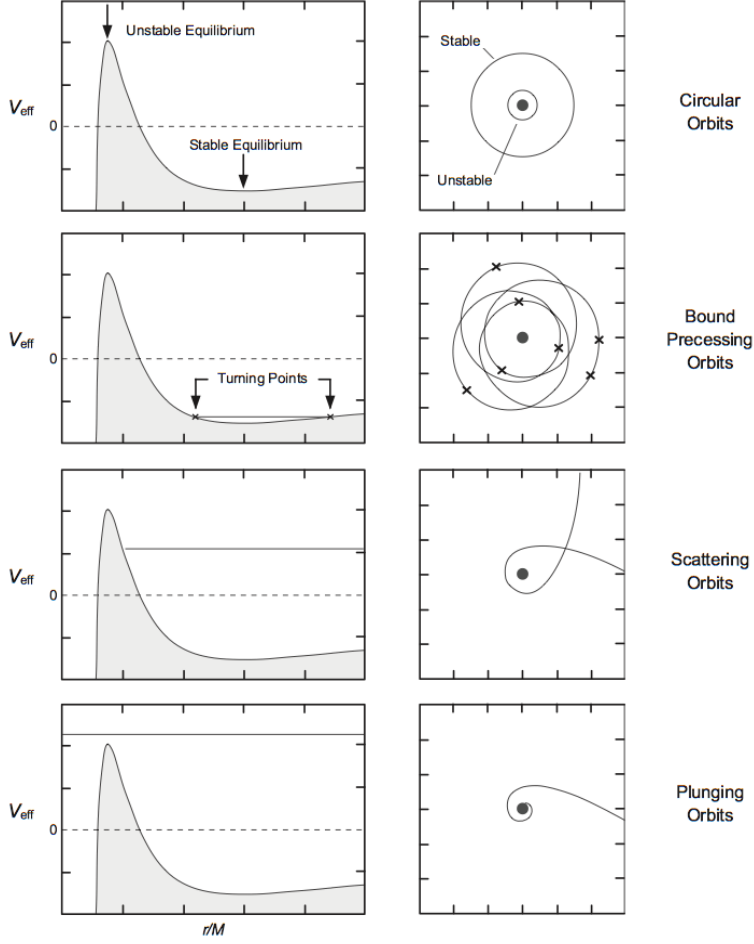 Unstable Equilibrium
V_eff
0
Stable Equilibrium
Stable
Unstable
Circular
Orbits
V_eff
0
Turning Points
Bound
Precessing
Orbits
V_eff
0
Scattering
Orbits
V_eff
0
r/M
Plunging
Orbits